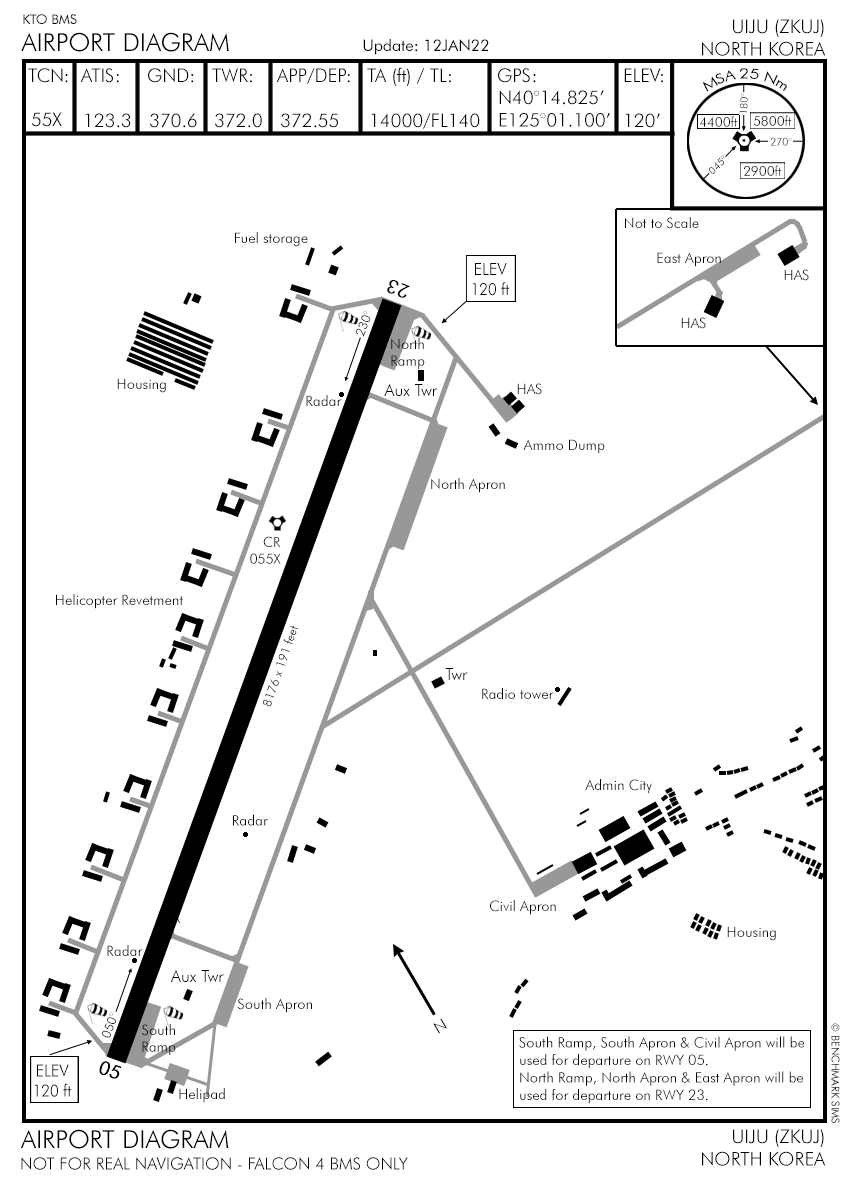 KTO BMS
AIRPORT DIAGRAM
Update: 12JAN22
UIJU (ZKUJ)
NORTH KOREA
TCN:
55X
ATIS:
123.3
GND:
370.6
TWR:
372.0
APP/DEP:
372.55
TA (ft) / TL:
14000/FL140
GPS:
N40°14.825’
E125°01.100’
ELEV:
120’
MSA 25 Nm
180°
4400ft
5800ft
270°
045°
2900ft
Not to Scale
East Apron
HAS
HAS
Fuel storage
ELEV
120 ft
23
230°
North
Ramp
Housing
Radar
Aux Twr
HAS
Ammo Dump
North Apron
CR
055X
Helicopter Revetment
8176 x 191 feet
Twr
Radio tower
Admin City
Radar
Civil Apron
Housing
Radar
Aux Twr
South Apron
050°
South
Ramp
N
ELEV
120 ft
05
Helipad
South Ramp, South Apron & Civil Apron will be
used for departure on RWY 05.
North Ramp, North Apron & East Apron will be
used for departure on RWY 23.
© BENCHMARK SIMS
AIRPORT DIAGRAM
NOT FOR REAL NAVIGATION - FALCON 4 BMS ONLY
UIJU (ZKUJ)
NORTH KOREA